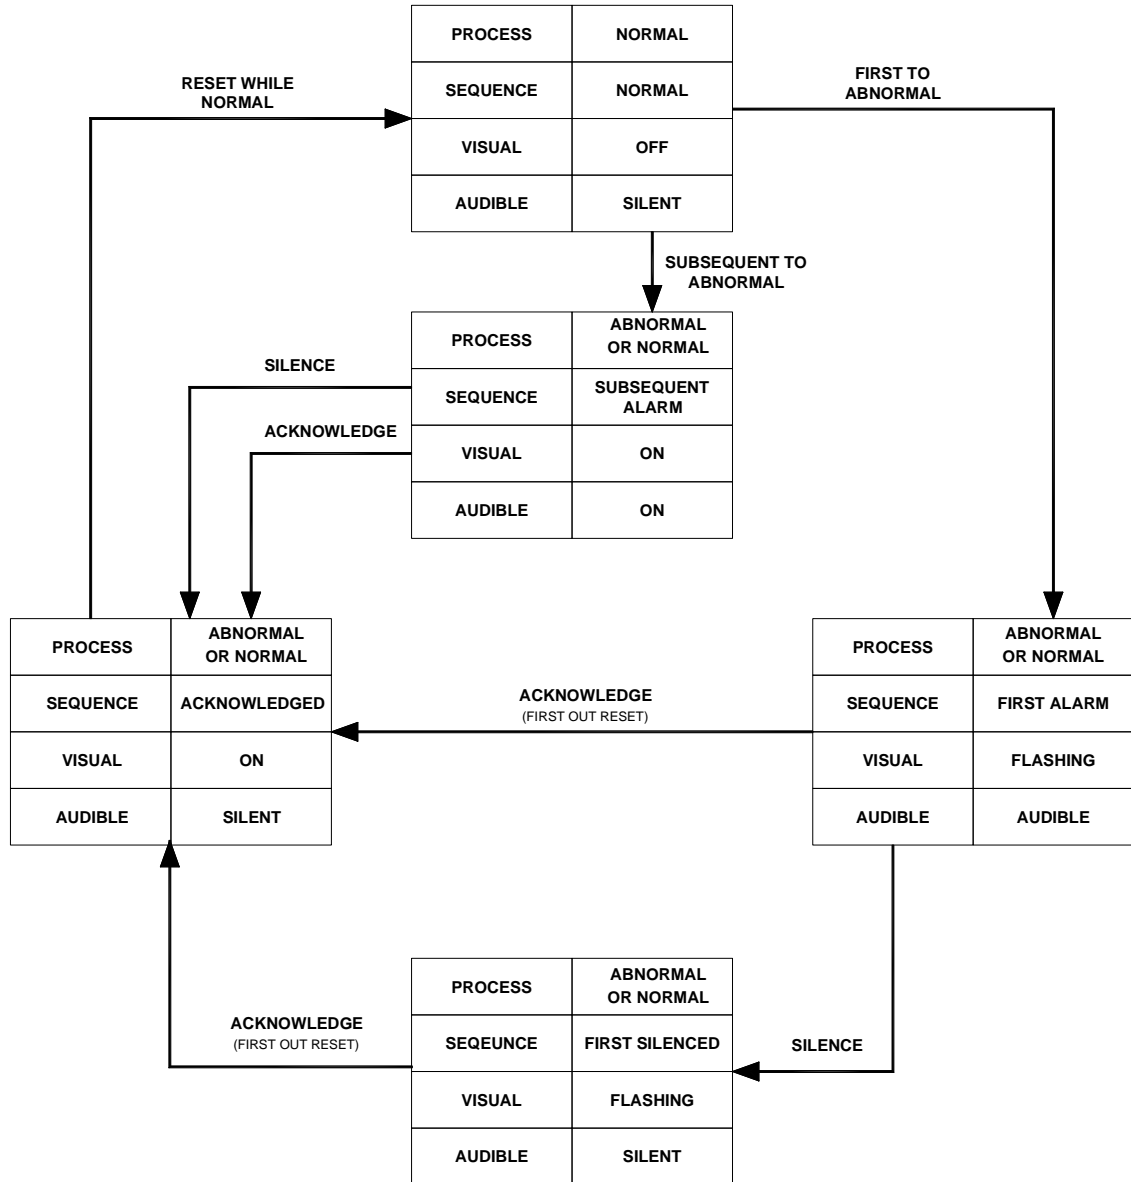 PROCESS NORMAL
RESET WHILE
NORMAL
FIRST TO
ABNORMAL
SEQUENCE NORMAL
VISUAL OFF
AUDIBLE SILENT
SUBSEQUENT TO
ABNORMAL
PROCESS
ABNORMAL
OR NORMAL
SILENCE
SEQUENCE
SUBSEQUENT
ALARM
ACKNOWLEDGE
VISUAL ON
AUDIBLE ON
PROCESS
ABNORMAL
OR NORMAL
SEQUENCE ACKNOWLEDGED
VISUAL ON
AUDIBLE SILENT
ACKNOWLEDGE
(FIRST OUT RESET)
PROCESS
ABNORMAL
OR NORMAL
SEQUENCE FIRST ALARM
VISUAL FLASHING
AUDIBLE AUDIBLE
PROCESS
ABNORMAL
OR NORMAL
ACKNOWLEDGE
(FIRST OUT RESET)
SEQEUNCE FIRST SILENCED
SILENCE
VISUAL FLASHING
AUDIBLE SILENT